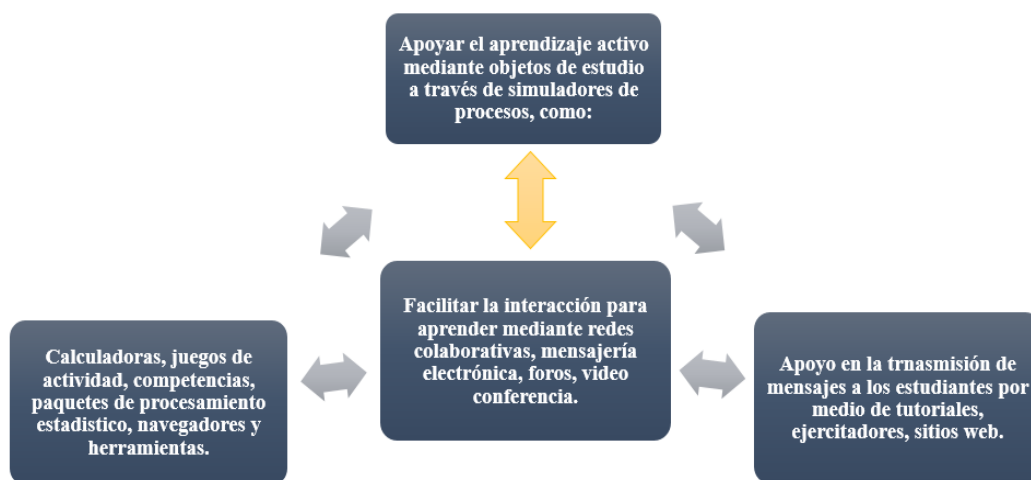 Apoyar el aprendizaje activo
mediante objetos de estudio
a través de simuladores de
procesos, como:
Facilitar la interacción para
aprender mediante redes
colaborativas, mensajería
electrónica, foros, video
conferencia.
Calculadoras, juegos de
actividad, competencias,
paquetes de procesamiento
estadistico, navegadores y
herramientas.
Apoyo en la trnasmisión de
mensajes a los estudiantes por
medio de tutoriales,
ejercitadores, sitios web.